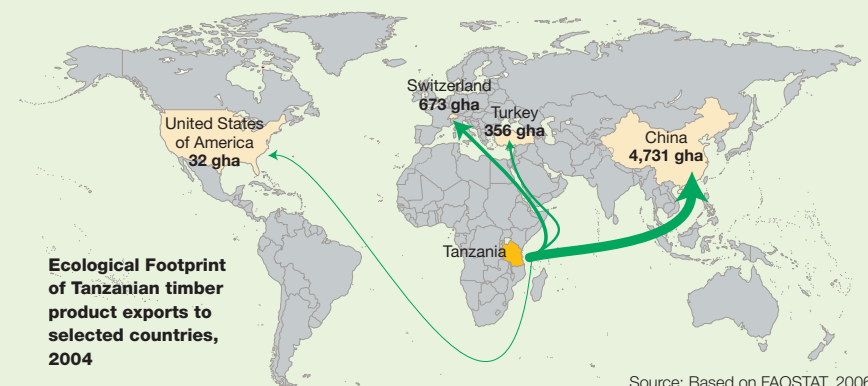 Switzerland
673 gha
Turkey
356 gha
United States
of America
32 gha
China
4,731 gha
Tanzania
Ecological Footprint
of Tanzanian timber
product exports to
selected countries,
2004
Source: Based on FAOSTAT, 2006